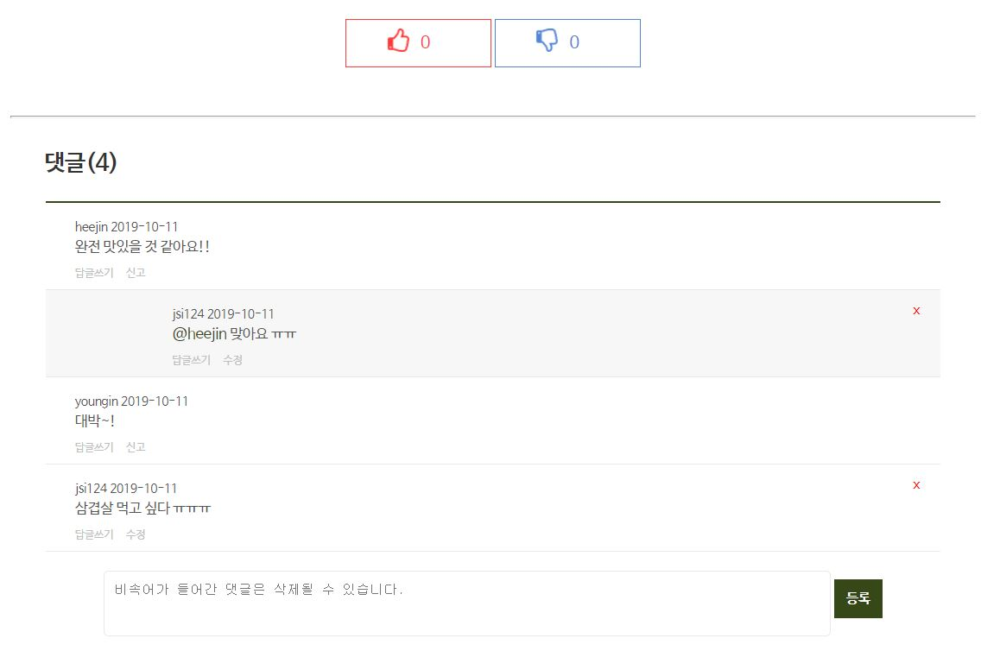 0 0
댓글(4)
heejin 2019-10-11
완전 맛있을 것 같아요!!
답글쓰기 신고
jsi124 2019-10-11 x
@heejin 맞아요 ㅠㅠ
답글쓰기 수정
youngin 2019-10-11
대박~!
답글쓰기 신고
jsi124 2019-10-11 x
삼겹살 먹고 싶다 ㅠㅠㅠ
답글쓰기 수정
비속어가 들어간 댓글은 삭제될 수 있습니다.
등록